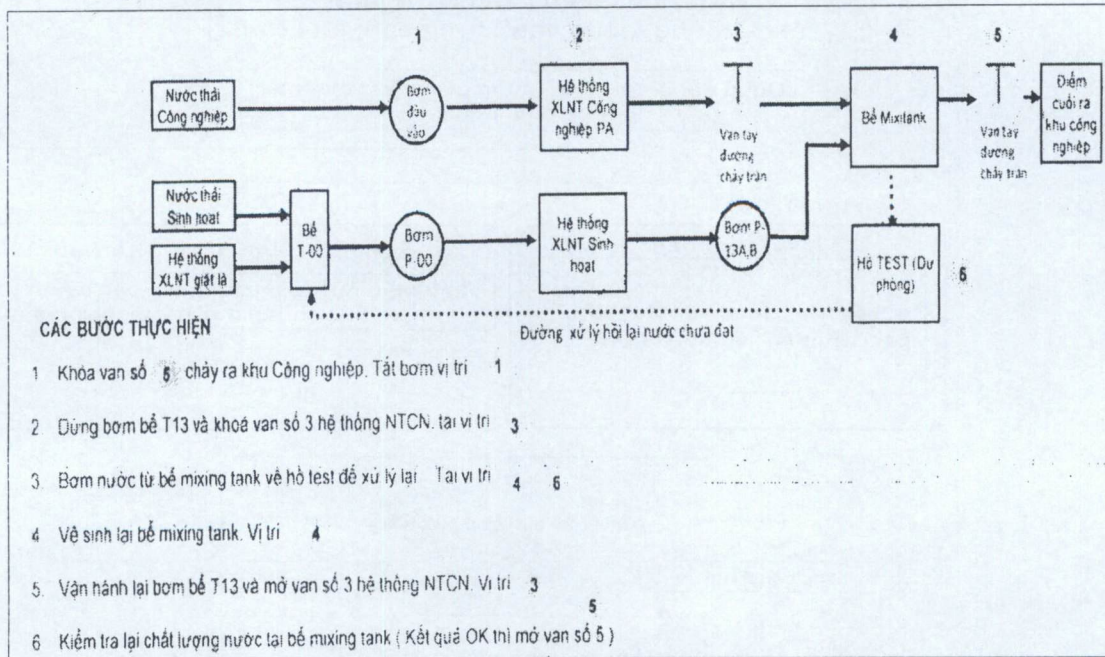 1 2 3 4 5
Nước thải
Công nghiệp
Bơm
đầu
vào
Hệ thống
XLNT Công
nghiệp PA
Van tay
đường
chảy tràn
Bể Mixitank
Van tay
đường
chảy tràn
Điểm
cuối ra
khu công
nghiệp
Nước thải
Sinh hoạt
Hệ thống
XLNT giặt là
Bể
T-00
Bơm
P-00
Hệ thống
XLNT Sinh
hoạt
Bơm P-
13A,B
Hồ TEST (Dự
phòng)
6
Đường xử lý hồi lại nước chưa đạt
CÁC BƯỚC THỰC HIỆN
1 Khóa van số 5 chảy ra khu Công nghiệp. Tắt bơm vị trí 1
2. Dừng bơm bể T13 và khoá van số 3 hệ thống NTCN. tại vị trí 3
3. Bơm nước từ bể mixing tank về hồ test để xử lý lại Tại vị trí 4 6
4 Vệ sinh lại bể mixing tank. Vị trí 4
5. Vận hành lại bơm bể T13 và mở van số 3 hệ thống NTCN. Vị trí 3
5
6 Kiểm tra lại chất lượng nước tại bể mixing tank ( Kết quả OK thì mở van số 5 )